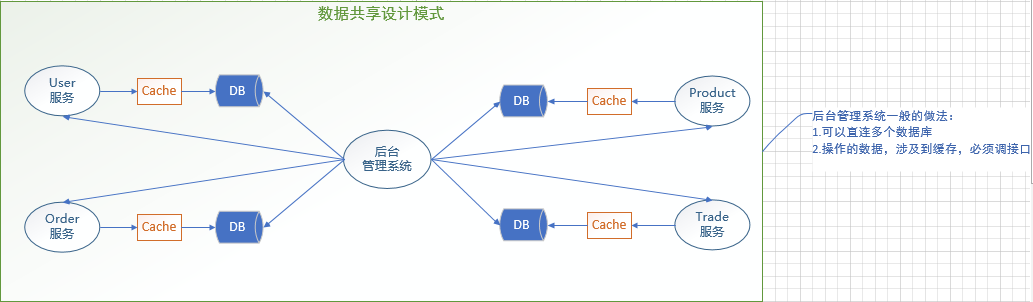 数据共享设计模式
User
服务
Cache
DB
DB
Cache
Product
服务
后台
管理系统
Order
服务
Cache
DB
DB
Cache
Trade
服务
后台管理系统一般的做法：
1.可以直连多个数据库
2.操作的数据，涉及到缓存，必须调接口